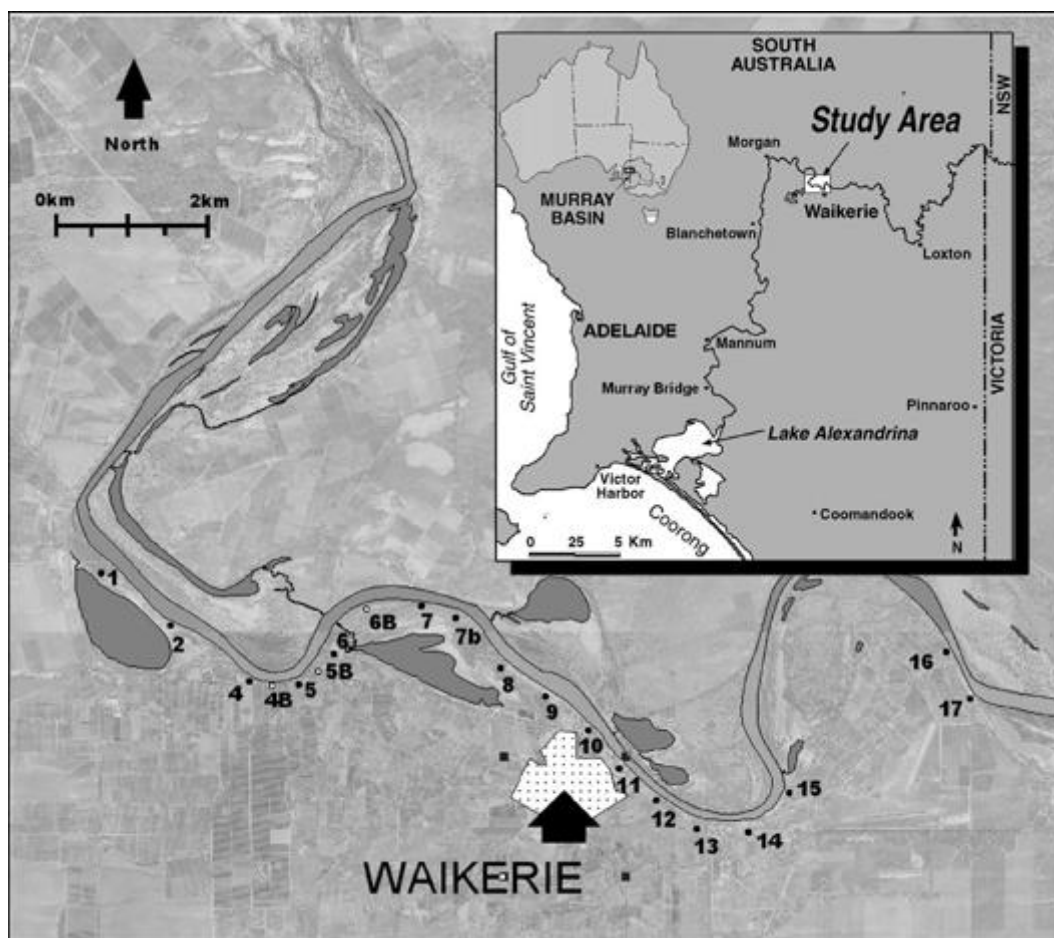 North
0km 2km
SOUTH
AUSTRALIA
NSW
Study Area
Morgan
MURRAY
BASIN
Waikerie
Blanchetown
Loxton
Gulf of
Saint Vincent
ADELAIDE
Mannum
VICTORIA
Murray Bridge
Pinnaroo
Lake Alexandrina
Victor
Harbor
Coorong
Coomandook
0 25 5 Km
N
1
2
4
4B
5
5B
6
6B
7
7b
8
9
10
11
12
13
14
15
16
17
WAIKERIE